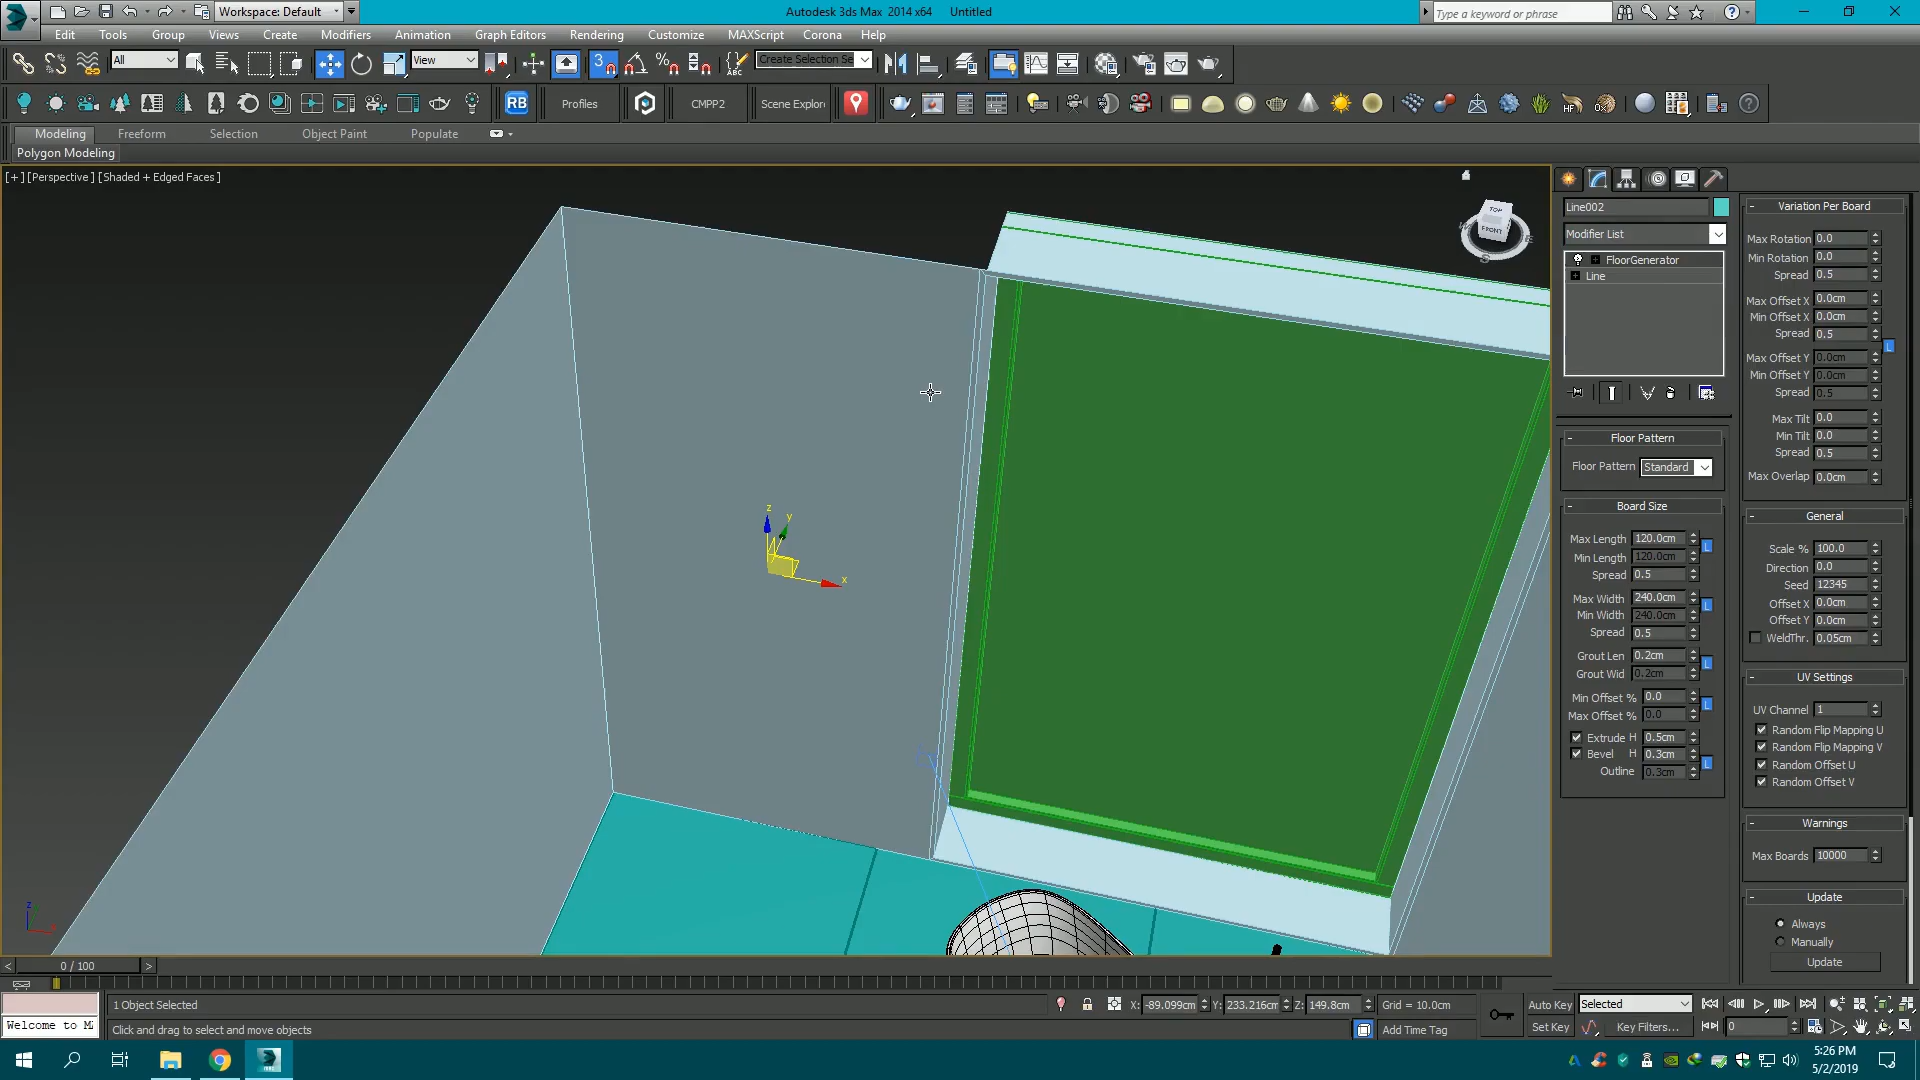 Workspace: Default
Autodesk 3ds Max 2014 x64 Untitled
Type a keyword or phrase
Edit Tools Group Views Create Modifiers Animation Graph Editors Rendering Customize MAXScript Corona Help
All
View
3
Create Selection Se
ABC
RB
Profiles
CMPP2
Scene Explor
HF
Modeling Freeform Selection Object Paint Populate
Polygon Modeling
[+] [Perspective] [Shaded + Edged Faces]
TOP
FRONT
S
z
y
x
Line002
Modifier List
FloorGenerator
Line
Floor Pattern
Floor Pattern Standard
Board Size
Max Length 120.0cm
Min Length 120.0cm
Spread 0.5
Max Width 240.0cm
Min Width 240.0cm
Spread 0.5
Grout Len 0.2cm
Grout Wid 0.2cm
Min Offset % 0.0
Max Offset % 0.0
Extrude H 0.5cm
Bevel H 0.3cm
Outline 0.3cm
L
Variation Per Board
Max Rotation 0.0
Min Rotation 0.0
Spread 0.5
Max Offset X 0.0cm
Min Offset X 0.0cm
Spread 0.5
Max Offset Y 0.0cm
Min Offset Y 0.0cm
Spread 0.5
Max Tilt 0.0
Min Tilt 0.0
Spread 0.5
Max Overlap 0.0cm
General
Scale % 100.0
Direction 0.0
Seed 12345
Offset X 0.0cm
Offset Y 0.0cm
WeldThr. 0.05cm
UV Settings
UV Channel 1
Random Flip Mapping U
Random Flip Mapping V
Random Offset U
Random Offset V
Warnings
Max Boards 10000
Update
Always
Manually
Update
0 / 100
1 Object Selected
X: -89.099cm Y: 233.216cm Z: 149.8cm Grid = 10.0cm
Auto Key Selected
Welcome to M
Click and drag to select and move objects
Add Time Tag
Set Key Key Filters... 0
5:26 PM
5/2/2019